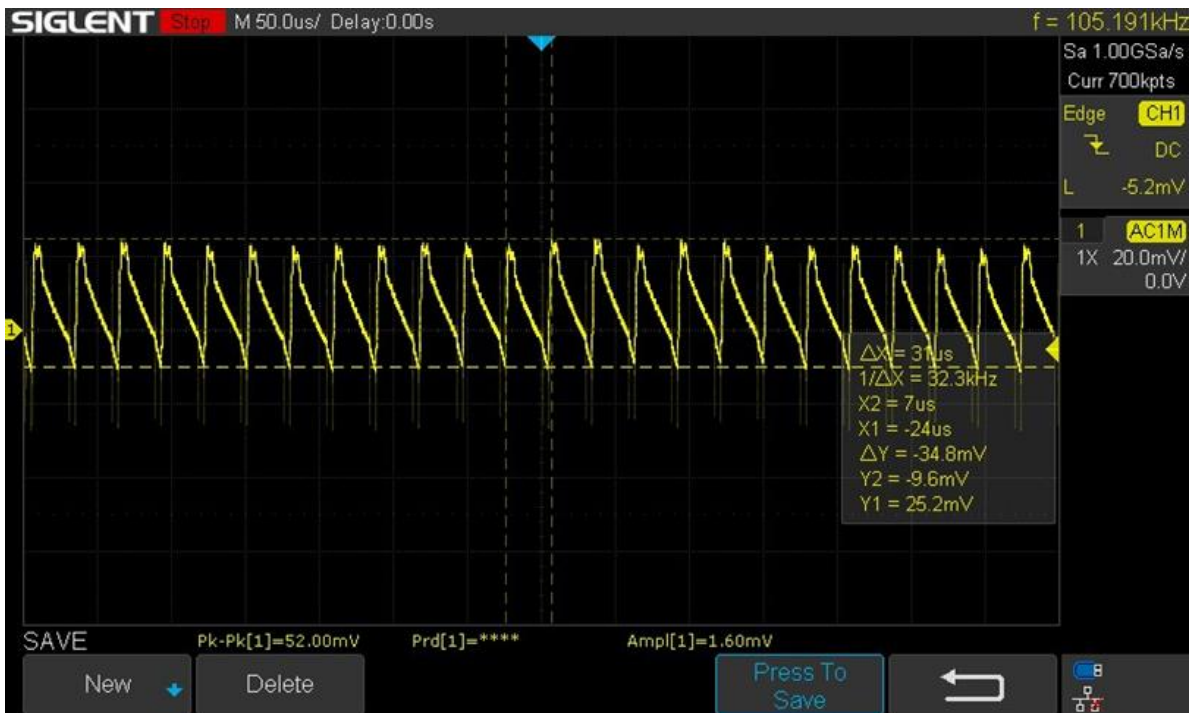 SIGLENT Stop M 50.0us/ Delay:0.00s f = 105.191kHz
Sa 1.00GSa/s
Curr 700kpts
Edge CH1
DC
L -5.2mV
1 AC1M
1X 20.0mV/
0.0V
1
△X = 31us
1/△X = 32.3kHz
X2 = 7us
X1 = -24us
△Y = -34.8mV
Y2 = -9.6mV
Y1 = 25.2mV
SAVE Pk-Pk[1]=52.00mV Prd[1]=**** Ampl[1]=1.60mV
New Delete Press To
Save